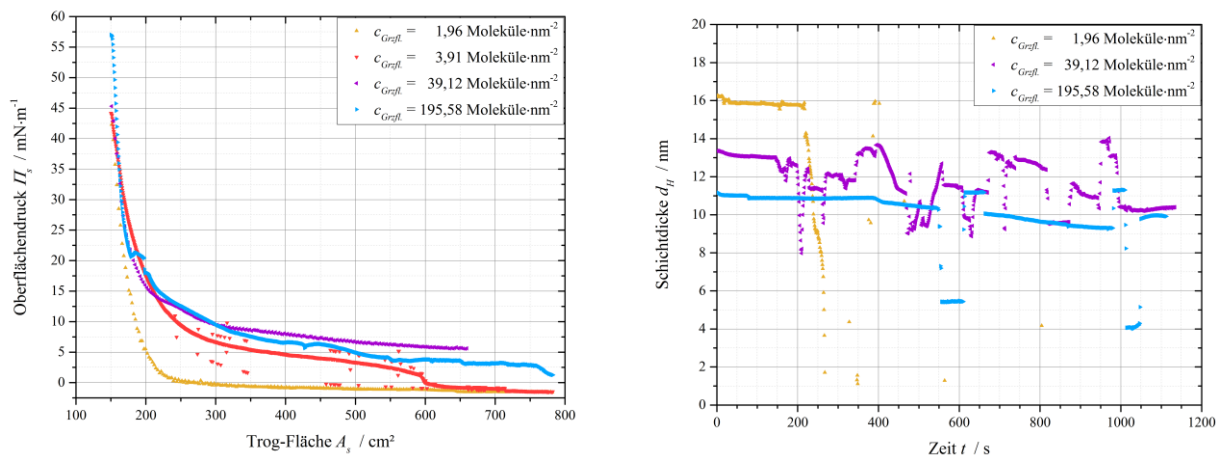 c_Grzfl. = 1,96 Moleküle·nm⁻²
c_Grzfl. = 3,91 Moleküle·nm⁻²
c_Grzfl. = 39,12 Moleküle·nm⁻²
c_Grzfl. = 195,58 Moleküle·nm⁻²
Oberflächendruck Π_s / mN·m⁻¹
60
55
50
45
40
35
30
25
20
15
10
5
0
100 200 300 400 500 600 700 800
Trog-Fläche A_s / cm²
c_Grzfl. = 1,96 Moleküle·nm⁻²
c_Grzfl. = 39,12 Moleküle·nm⁻²
c_Grzfl. = 195,58 Moleküle·nm⁻²
Schichtdicke d_H / nm
20
18
16
14
12
10
8
6
4
2
0
0 200 400 600 800 1000 1200
Zeit t / s